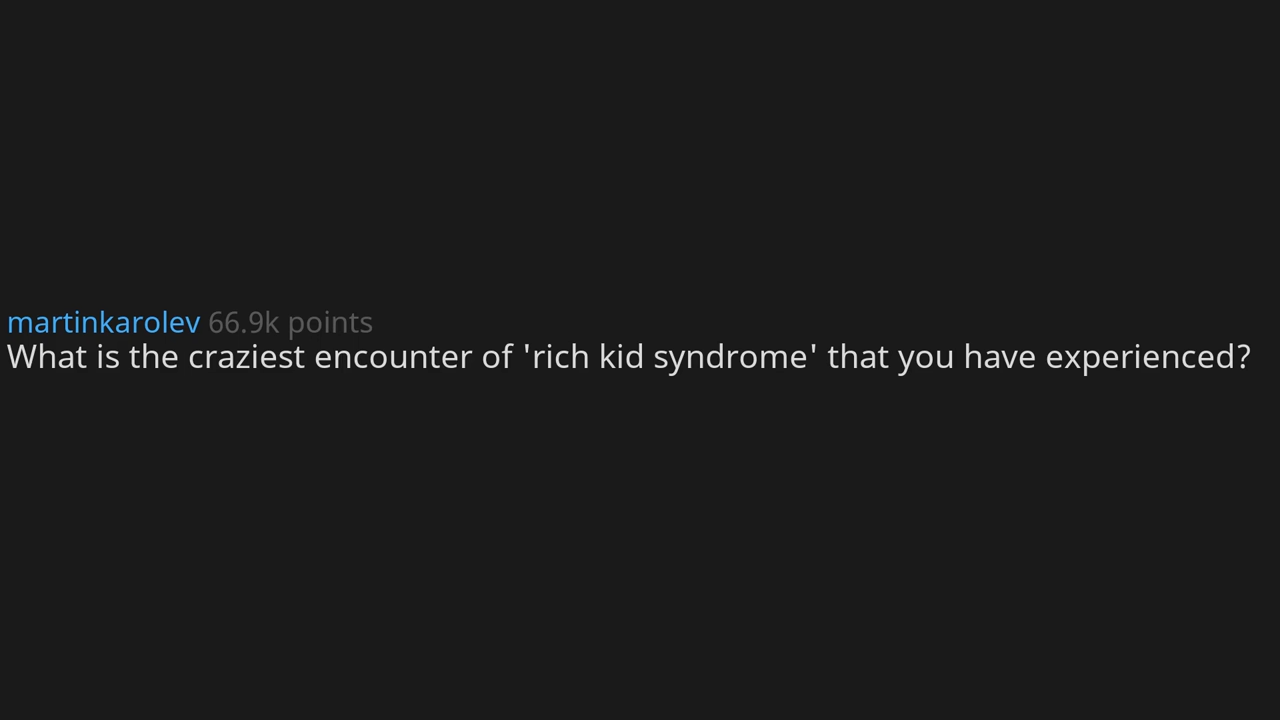 martinkarolev 66.9k points
What is the craziest encounter of 'rich kid syndrome' that you have experienced?